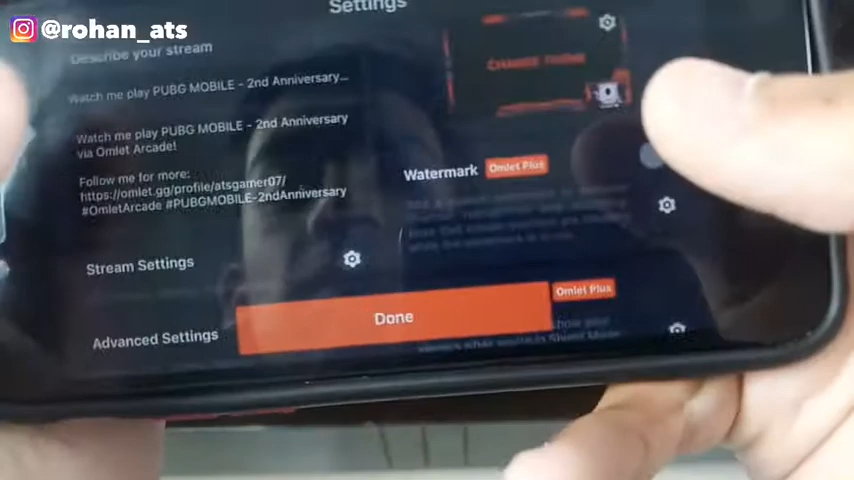 @rohan_ats
Settings
Describe your stream
Watch me play PUBG MOBILE - 2nd Anniversary...
Watch me play PUBG MOBILE - 2nd Anniversary
via Omlet Arcade!
Follow me for more:
https://omlet.gg/profile/atsgamer07/
#OmletArcade #PUBGMOBILE-2ndAnniversary
Stream Settings
Advanced Settings
Watermark Omlet Plus
Omlet Plus
Done